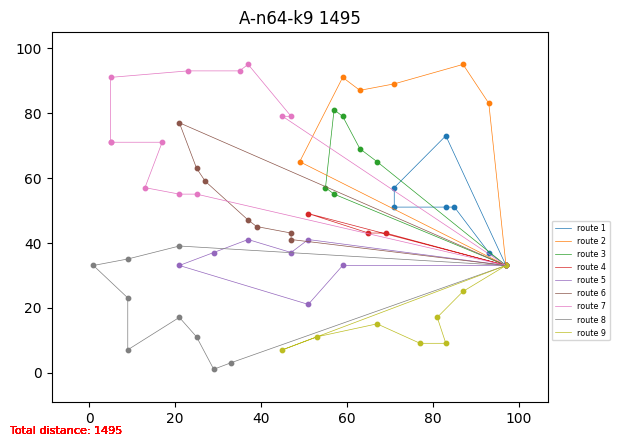 A-n64-k9 1495
100
80
60
40
20
0
0 20 40 60 80 100
route 1
route 2
route 3
route 4
route 5
route 6
route 7
route 8
route 9
Total distance: 1495